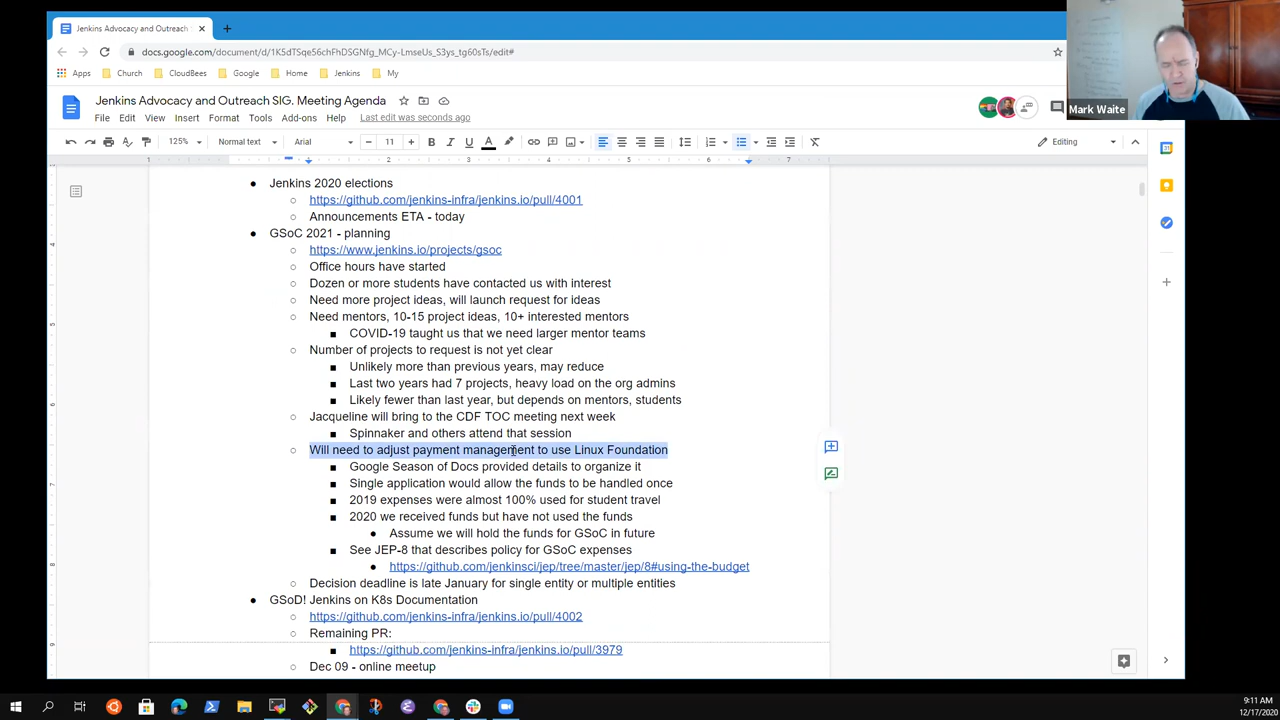 Jenkins Advocacy and Outreach
docs.google.com/document/d/1K5dTSqe56chFhDSGNfg_MCy-LmseUs_S3ys_tg60sTs/edit#
Apps Church CloudBees Google Home Jenkins My
Mark Waite
Jenkins Advocacy and Outreach SIG. Meeting Agenda
File Edit View Insert Format Tools Add-ons Help Last edit was seconds ago
125% Normal text Arial 11 Editing
1 1 2 3 4 5 6 7
Jenkins 2020 elections
https://github.com/jenkins-infra/jenkins.io/pull/4001
Announcements ETA - today
GSoC 2021 - planning
https://www.jenkins.io/projects/gsoc
Office hours have started
Dozen or more students have contacted us with interest
Need more project ideas, will launch request for ideas
Need mentors, 10-15 project ideas, 10+ interested mentors
COVID-19 taught us that we need larger mentor teams
Number of projects to request is not yet clear
Unlikely more than previous years, may reduce
Last two years had 7 projects, heavy load on the org admins
Likely fewer than last year, but depends on mentors, students
Jacqueline will bring to the CDF TOC meeting next week
Spinnaker and others attend that session
Will need to adjust payment management to use Linux Foundation
Google Season of Docs provided details to organize it
Single application would allow the funds to be handled once
2019 expenses were almost 100% used for student travel
2020 we received funds but have not used the funds
Assume we will hold the funds for GSoC in future
See JEP-8 that describes policy for GSoC expenses
https://github.com/jenkinsci/jep/tree/master/jep/8#using-the-budget
Decision deadline is late January for single entity or multiple entities
GSoD! Jenkins on K8s Documentation
https://github.com/jenkins-infra/jenkins.io/pull/4002
Remaining PR:
https://github.com/jenkins-infra/jenkins.io/pull/3979
Dec 09 - online meetup
9:11 AM
12/17/2020